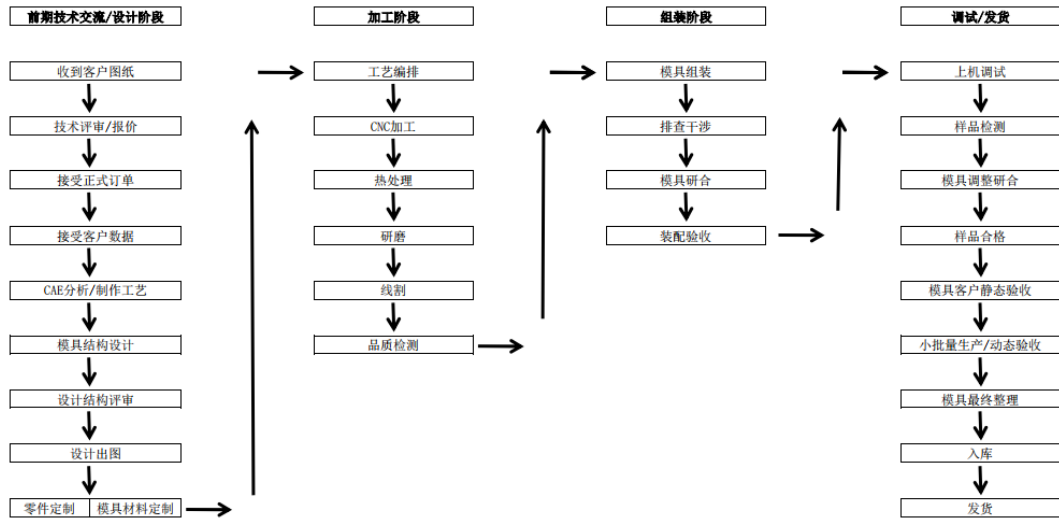 前期技术交流/设计阶段
收到客户图纸
技术评审/报价
接受正式订单
接受客户数据
CAE分析/制作工艺
模具结构设计
设计结构评审
设计出图
零件定制 模具材料定制
加工阶段
工艺编排
CNC加工
热处理
研磨
线割
品质检测
组装阶段
模具组装
排查干涉
模具研合
装配验收
调试/发货
上机调试
样品检测
模具调整研合
样品合格
模具客户静态验收
小批量生产/动态验收
模具最终整理
入库
发货